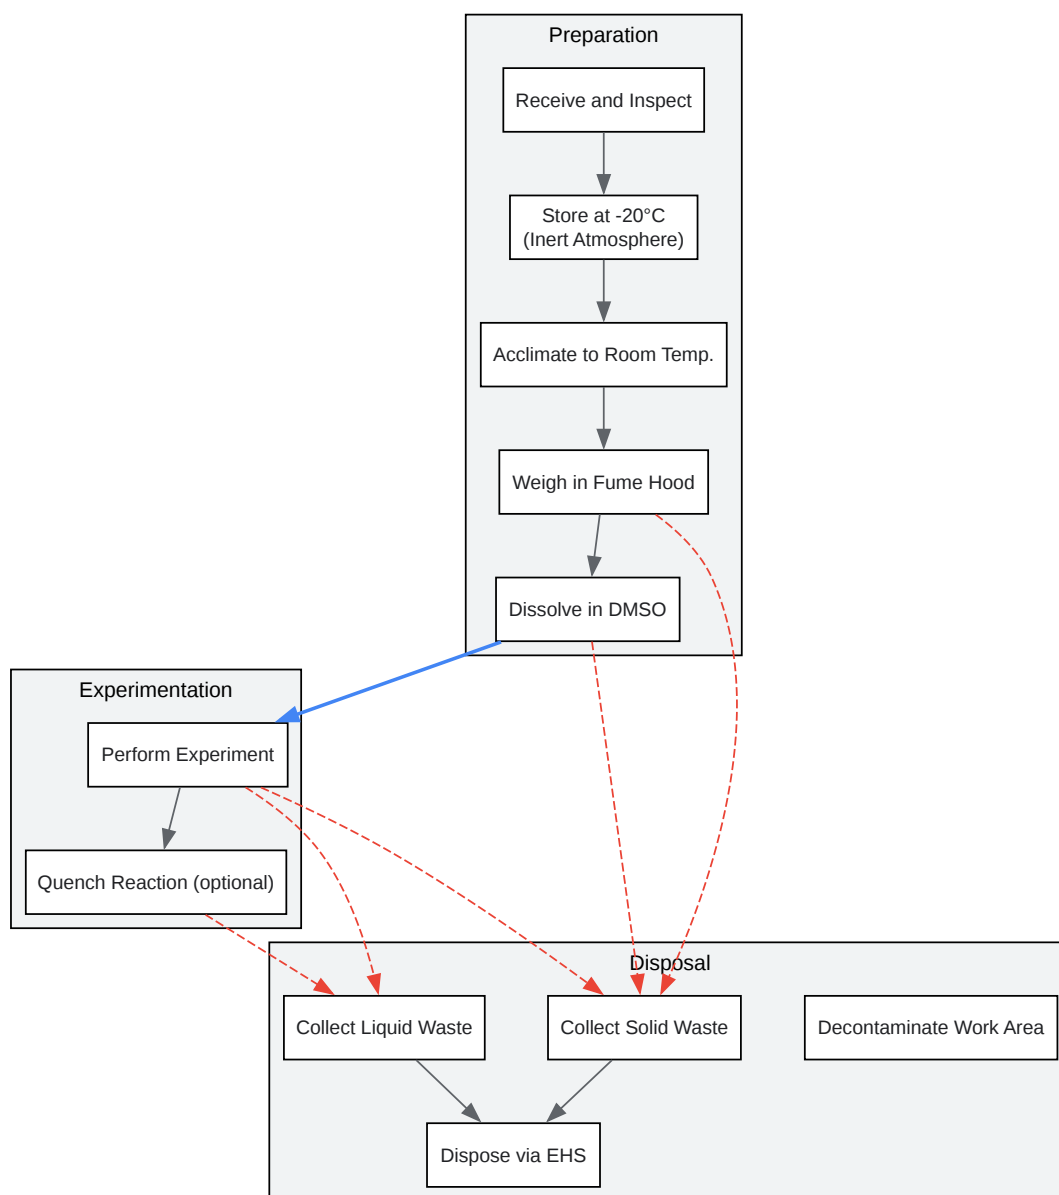 Preparation
Receive and Inspect
Store at -20°C
(Inert Atmosphere)
Acclimate to Room Temp.
Weigh in Fume Hood
Dissolve in DMSO
Experimentation
Perform Experiment
Quench Reaction (optional)
Disposal
Collect Liquid Waste
Collect Solid Waste
Decontaminate Work Area
Dispose via EHS